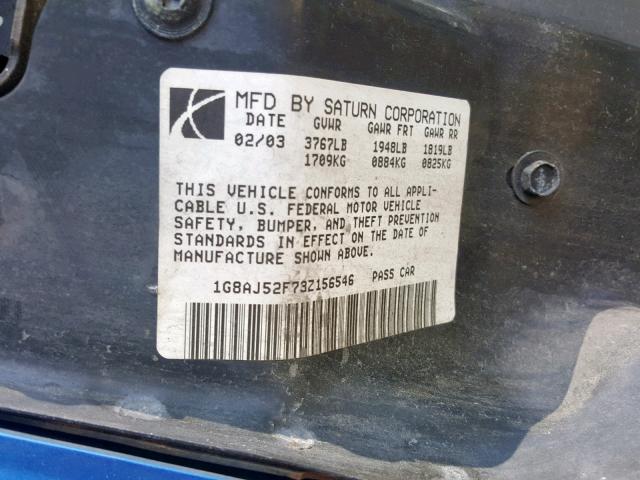 MFD BY SATURN CORPORATION
DATE GVWR GAWR FRT GAWR RR
02/03 3767LB 1948LB 1819LB
1709KG 0884KG 0825KG
THIS VEHICLE CONFORMS TO ALL APPLI-
CABLE U.S. FEDERAL MOTOR VEHICLE
SAFETY, BUMPER, AND THEFT PREVENTION
STANDARDS IN EFFECT ON THE DATE OF
MANUFACTURE SHOWN ABOVE.
1G8AJ52F73Z156546 PASS CAR